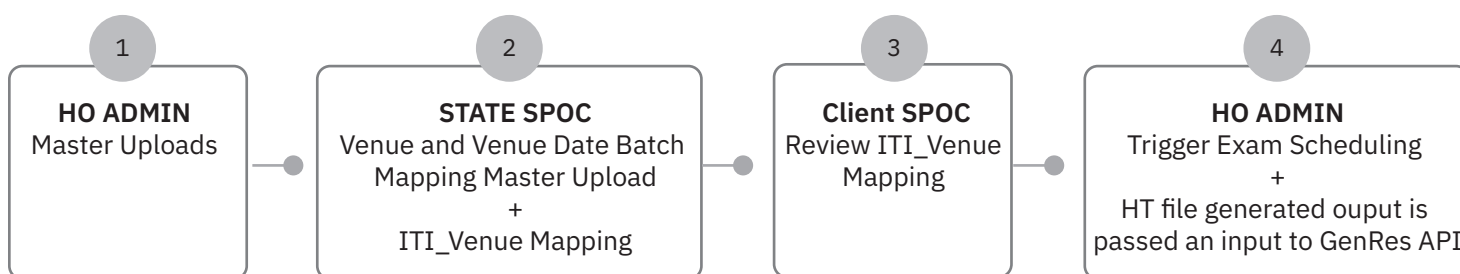 1
HO ADMIN
Master Uploads
2
STATE SPOC
Venue and Venue Date Batch
Mapping Master Upload
+
ITI_Venue Mapping
3
Client SPOC
Review ITI_Venue
Mapping
4
HO ADMIN
Trigger Exam Scheduling
+
HT file generated ouput is
passed an input to GenRes API